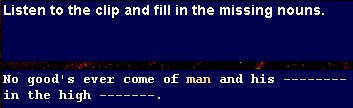 Listen to the clip and fill in the missing nouns.
No good's ever come of man and his --------
in the high -------.